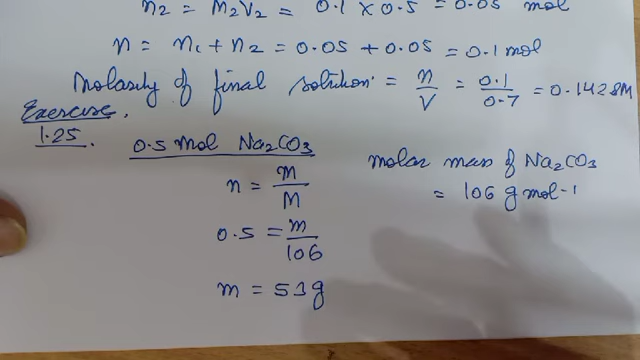 n₂ = M₂V₂ = 0.1 × 0.5 = 0.05 mol
n = n₁ + n₂ = 0.05 + 0.05 = 0.1 mol
Molarity of final solution = n/V = 0.1/0.7 = 0.1428M
Exercise.
1.25
0.5 mol Na₂CO₃
n = m/M
0.5 = m/106
m = 53g
molar mass of Na₂CO₃
= 106 g mol-1